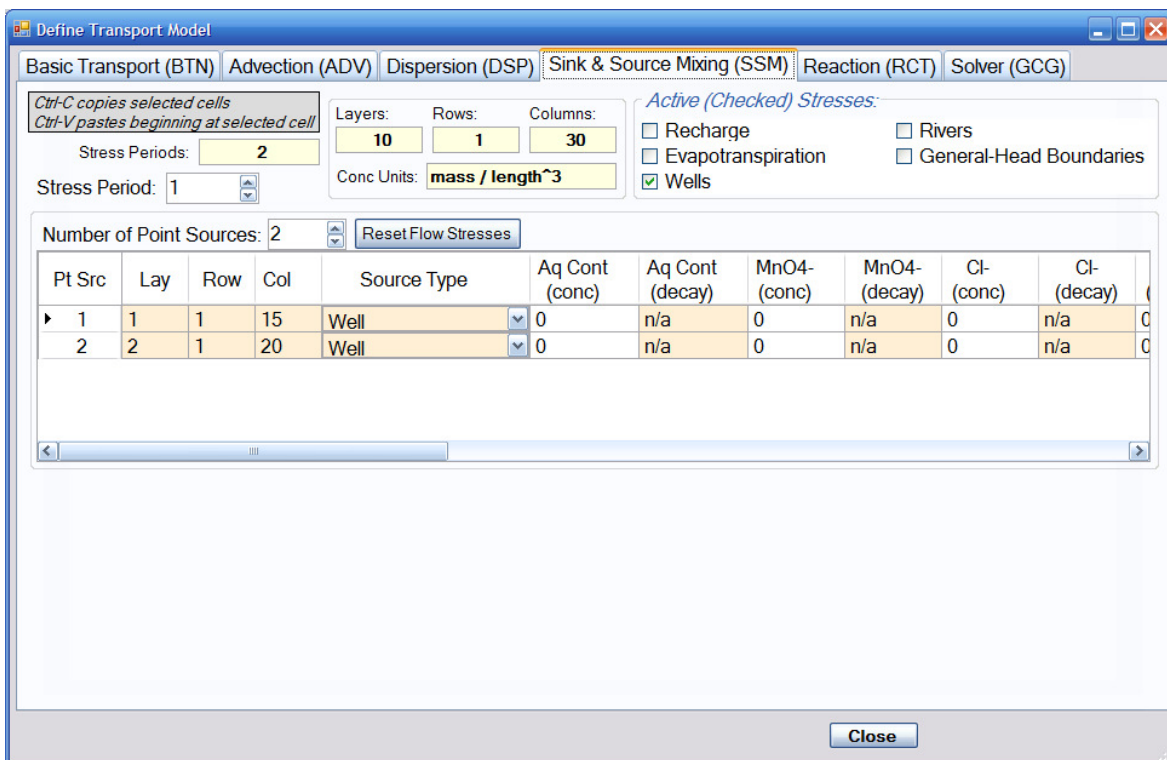 Define Transport Model
Basic Transport (BTN) Advection (ADV) Dispersion (DSP) Sink & Source Mixing (SSM) Reaction (RCT) Solver (GCG)
Ctrl-C copies selected cells
Ctrl-V pastes beginning at selected cell
Stress Periods: 2
Stress Period: 1
Layers: Rows: Columns:
10 1 30
Conc Units: mass / length^3
Active (Checked) Stresses:
Recharge Rivers
Evapotranspiration General-Head Boundaries
Wells
Number of Point Sources: 2 Reset Flow Stresses
Pt Src Lay Row Col Source Type Aq Cont (conc) Aq Cont (decay) MnO4- (conc) MnO4- (decay) Cl- (conc) Cl- (decay) (
1 1 1 15 Well 0 n/a 0 n/a 0 n/a 0
2 2 1 20 Well 0 n/a 0 n/a 0 n/a 0
Close